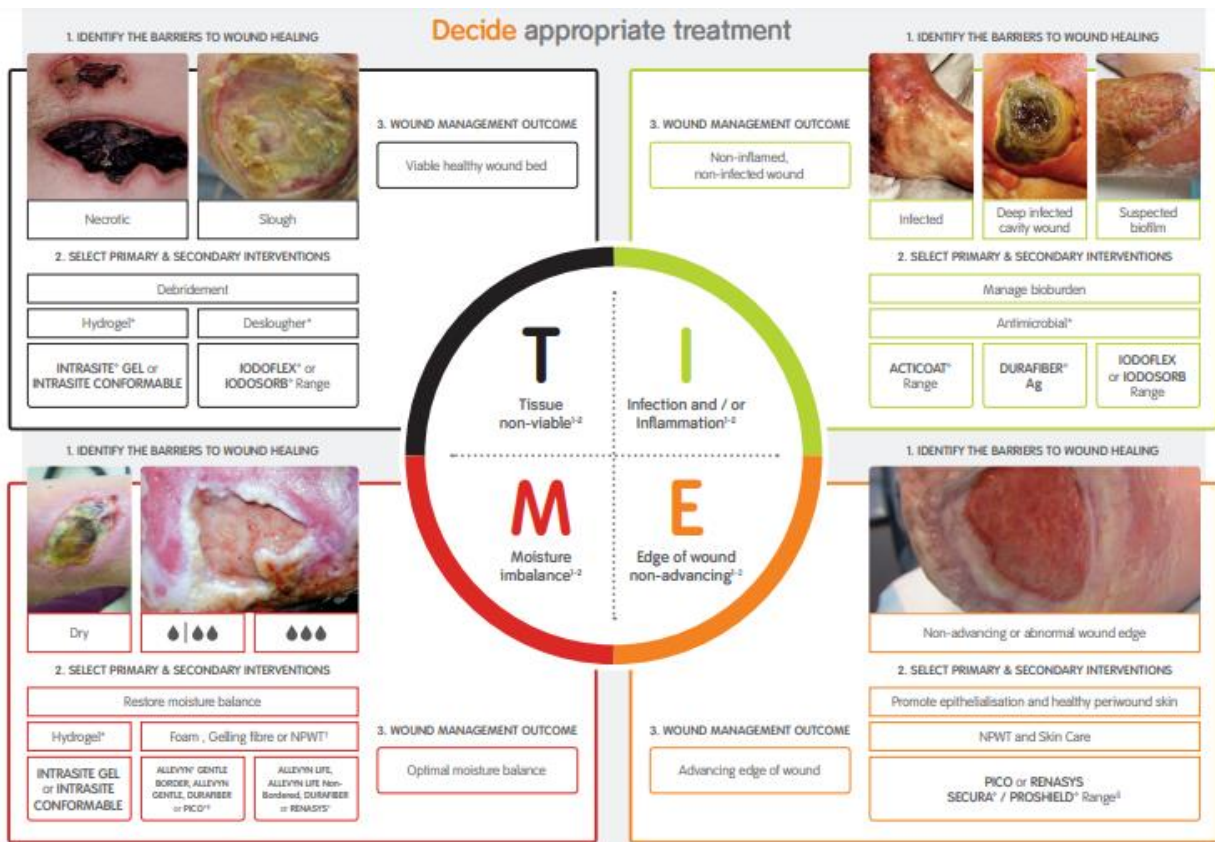 Decide appropriate treatment
1. IDENTIFY THE BARRIERS TO WOUND HEALING
Necrotic
Slough
2. SELECT PRIMARY & SECONDARY INTERVENTIONS
Debridement
Hydrogel*
Deslougher*
INTRASITE° GEL or
INTRASITE CONFORMABLE
IODOFLEX° or
IODOSORB° Range
3. WOUND MANAGEMENT OUTCOME
Viable healthy wound bed
3. WOUND MANAGEMENT OUTCOME
Non-inflamed,
non-infected wound
1. IDENTIFY THE BARRIERS TO WOUND HEALING
Infected
Deep infected
cavity wound
Suspected
biofilm
2. SELECT PRIMARY & SECONDARY INTERVENTIONS
Manage bioburden
Antimicrobial*
ACTICOAT°
Range
DURAFIBER°
Ag
IODOFLEX
or IODOSORB
Range
T
Tissue
non-viable¹⁻²
I
Infection and / or
Inflammation¹⁻²
M
Moisture
imbalance¹⁻²
E
Edge of wound
non-advancing¹⁻²
1. IDENTIFY THE BARRIERS TO WOUND HEALING
Dry
2. SELECT PRIMARY & SECONDARY INTERVENTIONS
Restore moisture balance
Hydrogel*
Foam , Gelling fibre or NPWT†
INTRASITE GEL
or INTRASITE
CONFORMABLE
ALLEVYN° GENTLE
BORDER, ALLEVYN
GENTLE, DURAFIBER
or PICO
ALLEVYN LIFE,
ALLEVYN LIFE Non-
Bordered, DURAFIBER
or RENASYS°
3. WOUND MANAGEMENT OUTCOME
Optimal moisture balance
3. WOUND MANAGEMENT OUTCOME
Advancing edge of wound
1. IDENTIFY THE BARRIERS TO WOUND HEALING
Non-advancing or abnormal wound edge
2. SELECT PRIMARY & SECONDARY INTERVENTIONS
Promote epithelialisation and healthy periwound skin
NPWT and Skin Care
PICO or RENASYS
SECURA° / PROSHIELD° Range